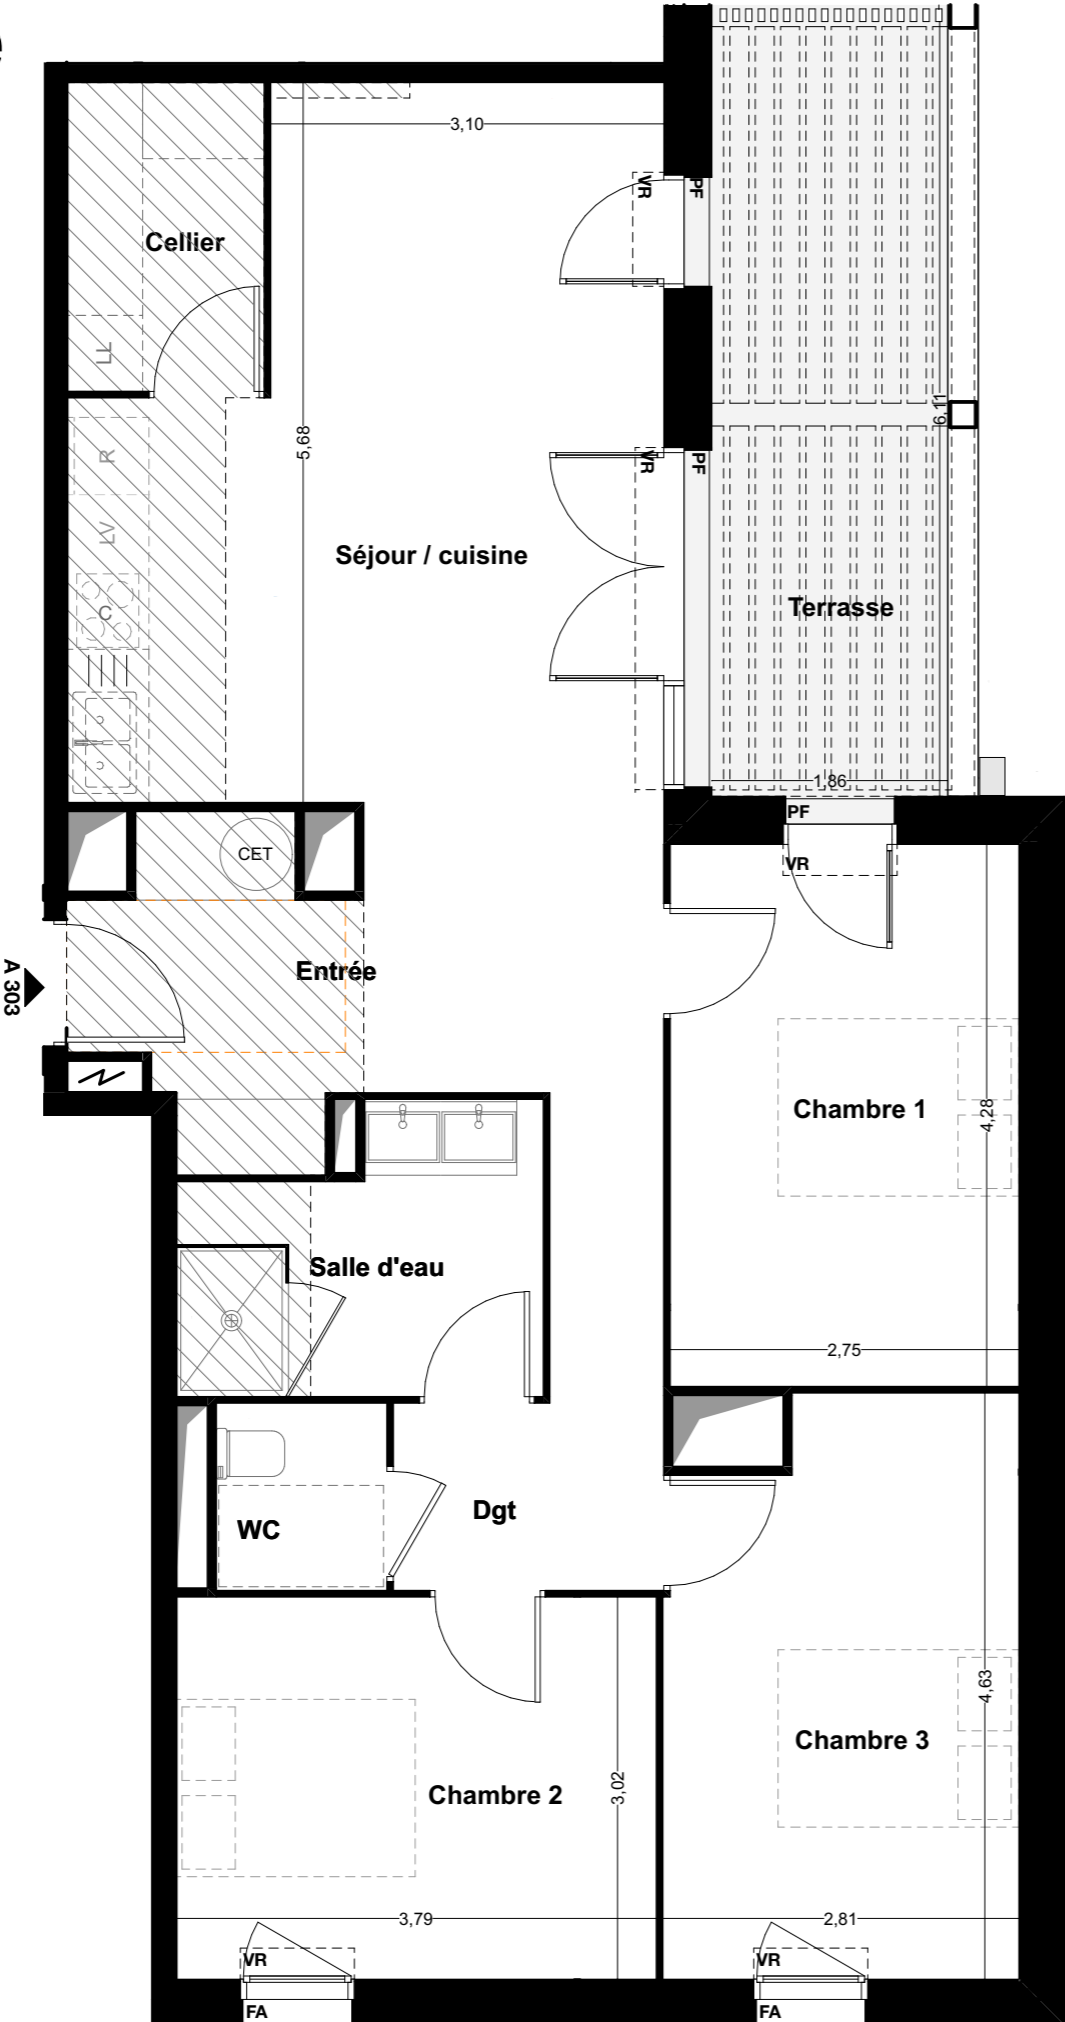 e
3,10
VR
PF
Cellier
LL
6,11
5,68
R
VR
PF
LV
Séjour / cuisine
C
Terrasse
1,86
PF
CET
VR
Entrée
A 303
Chambre 1
4,28
Salle d'eau
2,75
Dgt
WC
4,63
Chambre 3
3,02
Chambre 2
3,79
2,81
VR
VR
FA
FA